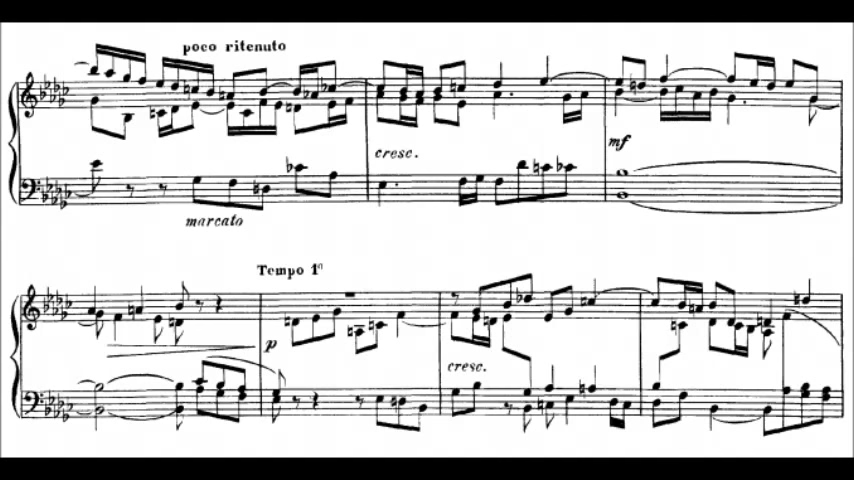 poco ritenuto
cresc.
mf
marcato
Tempo 1º
p
cresc.